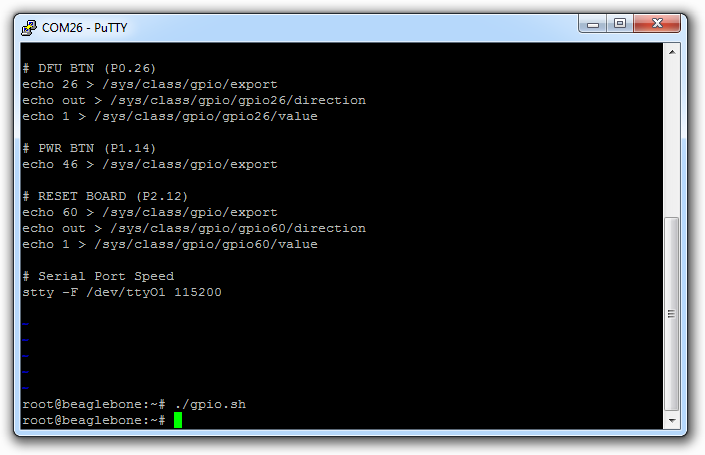 COM26 - PuTTY
# DFU BTN (P0.26)
echo 26 > /sys/class/gpio/export
echo out > /sys/class/gpio/gpio26/direction
echo 1 > /sys/class/gpio/gpio26/value
# PWR BTN (P1.14)
echo 46 > /sys/class/gpio/export
# RESET BOARD (P2.12)
echo 60 > /sys/class/gpio/export
echo out > /sys/class/gpio/gpio60/direction
echo 1 > /sys/class/gpio/gpio60/value
# Serial Port Speed
stty -F /dev/ttyO1 115200
~
~
~
~
~
root@beaglebone:~# ./gpio.sh
root@beaglebone:~#